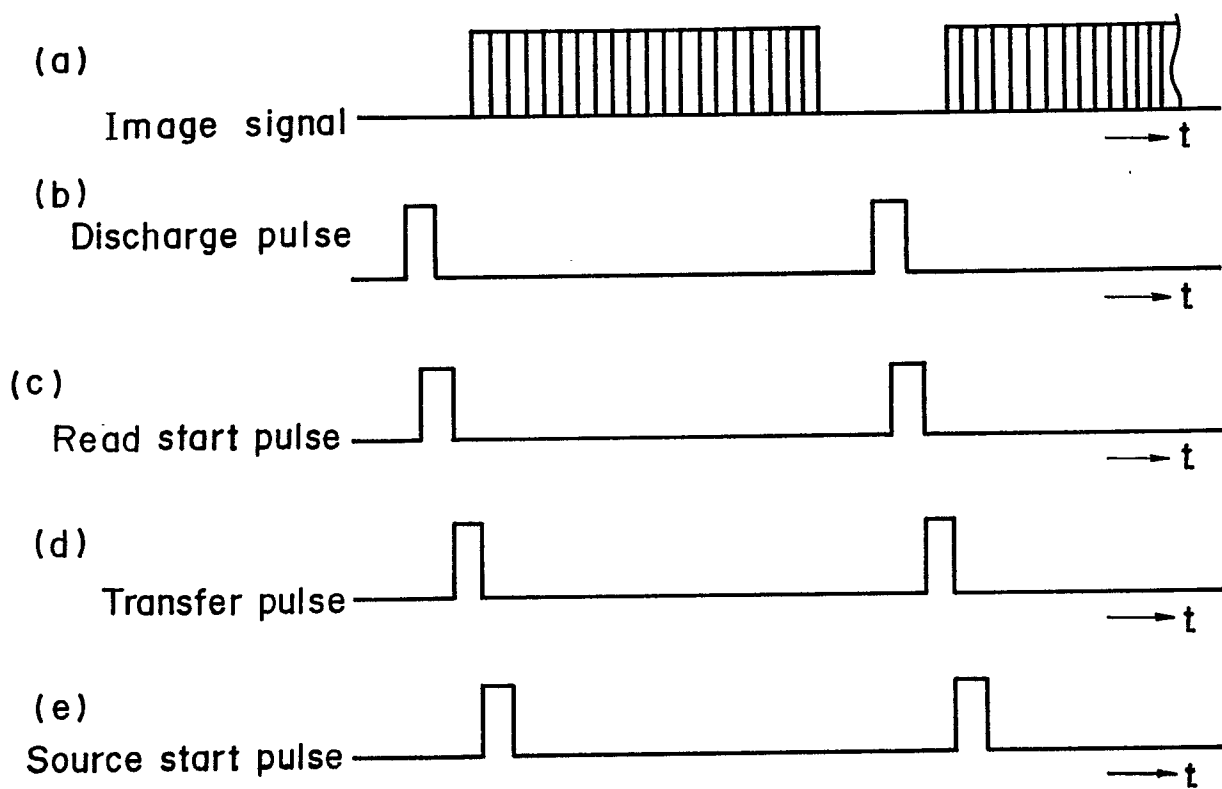 (a)
Image signal
t
(b)
Discharge pulse
t
(c)
Read start pulse
t
(d)
Transfer pulse
t
(e)
Source start pulse
t